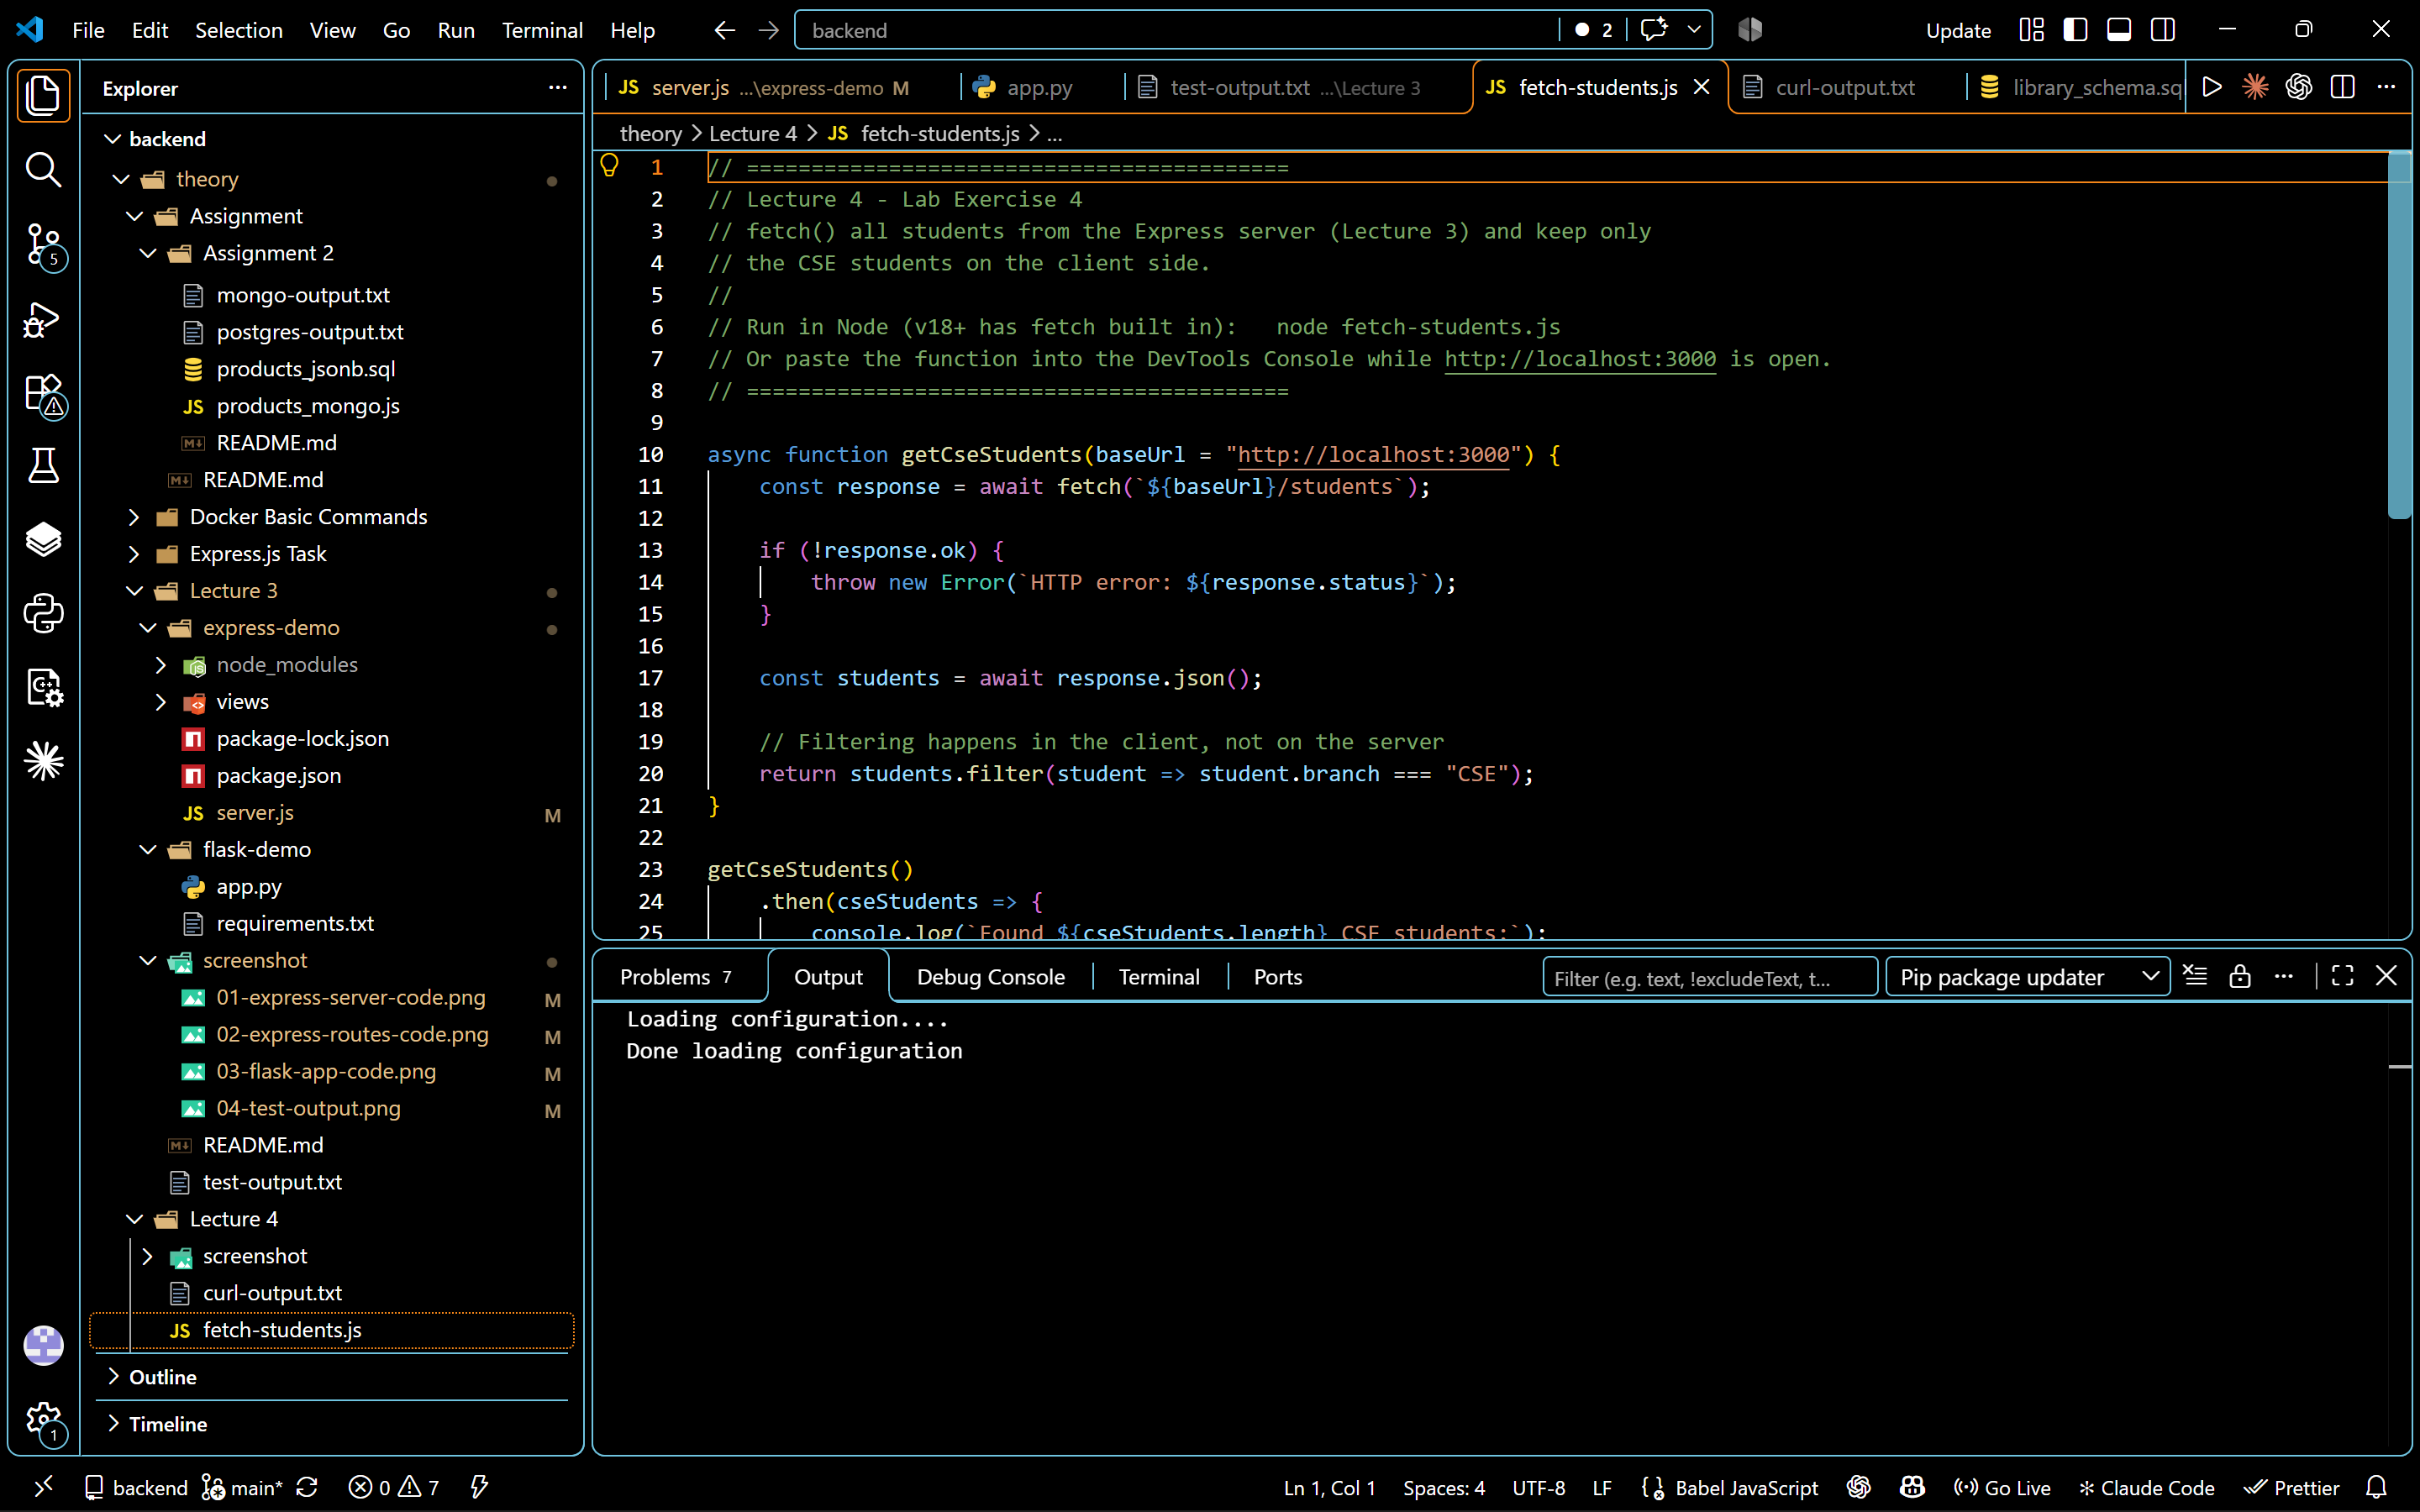 File Edit Selection View Go Run Terminal Help
backend
2
Update
Explorer
backend
theory
Assignment
Assignment 2
mongo-output.txt
postgres-output.txt
products_jsonb.sql
products_mongo.js
README.md
README.md
Docker Basic Commands
Express.js Task
Lecture 3
express-demo
node_modules
views
package-lock.json
package.json
JS server.js M
flask-demo
app.py
requirements.txt
screenshot
01-express-server-code.png M
02-express-routes-code.png M
03-flask-app-code.png M
04-test-output.png M
README.md
test-output.txt
Lecture 4
screenshot
curl-output.txt
JS fetch-students.js
Outline
Timeline
5
1
JS server.js ...\express-demo M app.py test-output.txt ...\Lecture 3 JS fetch-students.js curl-output.txt library_schema.sq
theory > Lecture 4 > JS fetch-students.js > ...
1 // ==========================================
2 // Lecture 4 - Lab Exercise 4
3 // fetch() all students from the Express server (Lecture 3) and keep only
4 // the CSE students on the client side.
5 //
6 // Run in Node (v18+ has fetch built in):   node fetch-students.js
7 // Or paste the function into the DevTools Console while http://localhost:3000 is open.
8 // ==========================================
9
10 async function getCseStudents(baseUrl = "http://localhost:3000") {
11     const response = await fetch(`${baseUrl}/students`);
12
13     if (!response.ok) {
14         throw new Error(`HTTP error: ${response.status}`);
15     }
16
17     const students = await response.json();
18
19     // Filtering happens in the client, not on the server
20     return students.filter(student => student.branch === "CSE");
21 }
22
23 getCseStudents()
24     .then(cseStudents => {
25         console.log(`Found ${cseStudents.length} CSE students:`);
Problems 7 Output Debug Console Terminal Ports
Filter (e.g. text, !excludeText, t...
Pip package updater
Loading configuration....
Done loading configuration
backend main* 0 7
Ln 1, Col 1 Spaces: 4 UTF-8 LF Babel JavaScript Go Live Claude Code Prettier